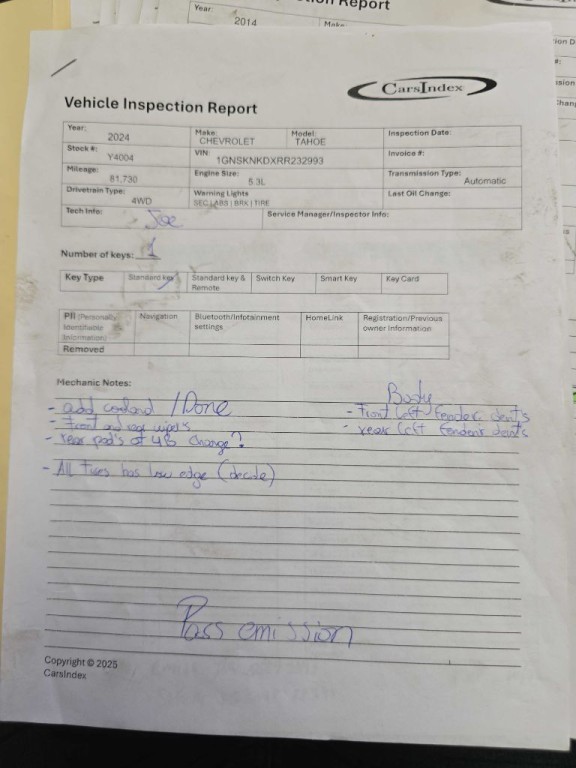 Year:
2014
Make:
Report
CarsIndex
Vehicle Inspection Report
Year: 2024 Make: CHEVROLET Model: TAHOE Inspection Date:
Stock #: Y4004 VIN: 1GNSKNKDXRR232993 Invoice #:
Mileage: 81,730 Engine Size: 5.3L Transmission Type: Automatic
Drivetrain Type: 4WD Warning Lights SEC | ABS | BRK | TIRE Last Oil Change:
Tech Info: Joe Service Manager/Inspector Info:
Number of keys: 1
Key Type Standard key Standard key & Remote Switch Key Smart Key Key Card
PII (Personally Identifiable Information) Navigation Bluetooth/Infotainment settings HomeLink Registration/Previous owner Information
Removed
Mechanic Notes:
Body
- add cooland / Done
- Front left fender dents
- Front and rear wipers
- rear left fender dents
- rear pad's at 4/5 change?
- All tires has low edge (decide)
Pass emission
Copyright © 2025
CarsIndex